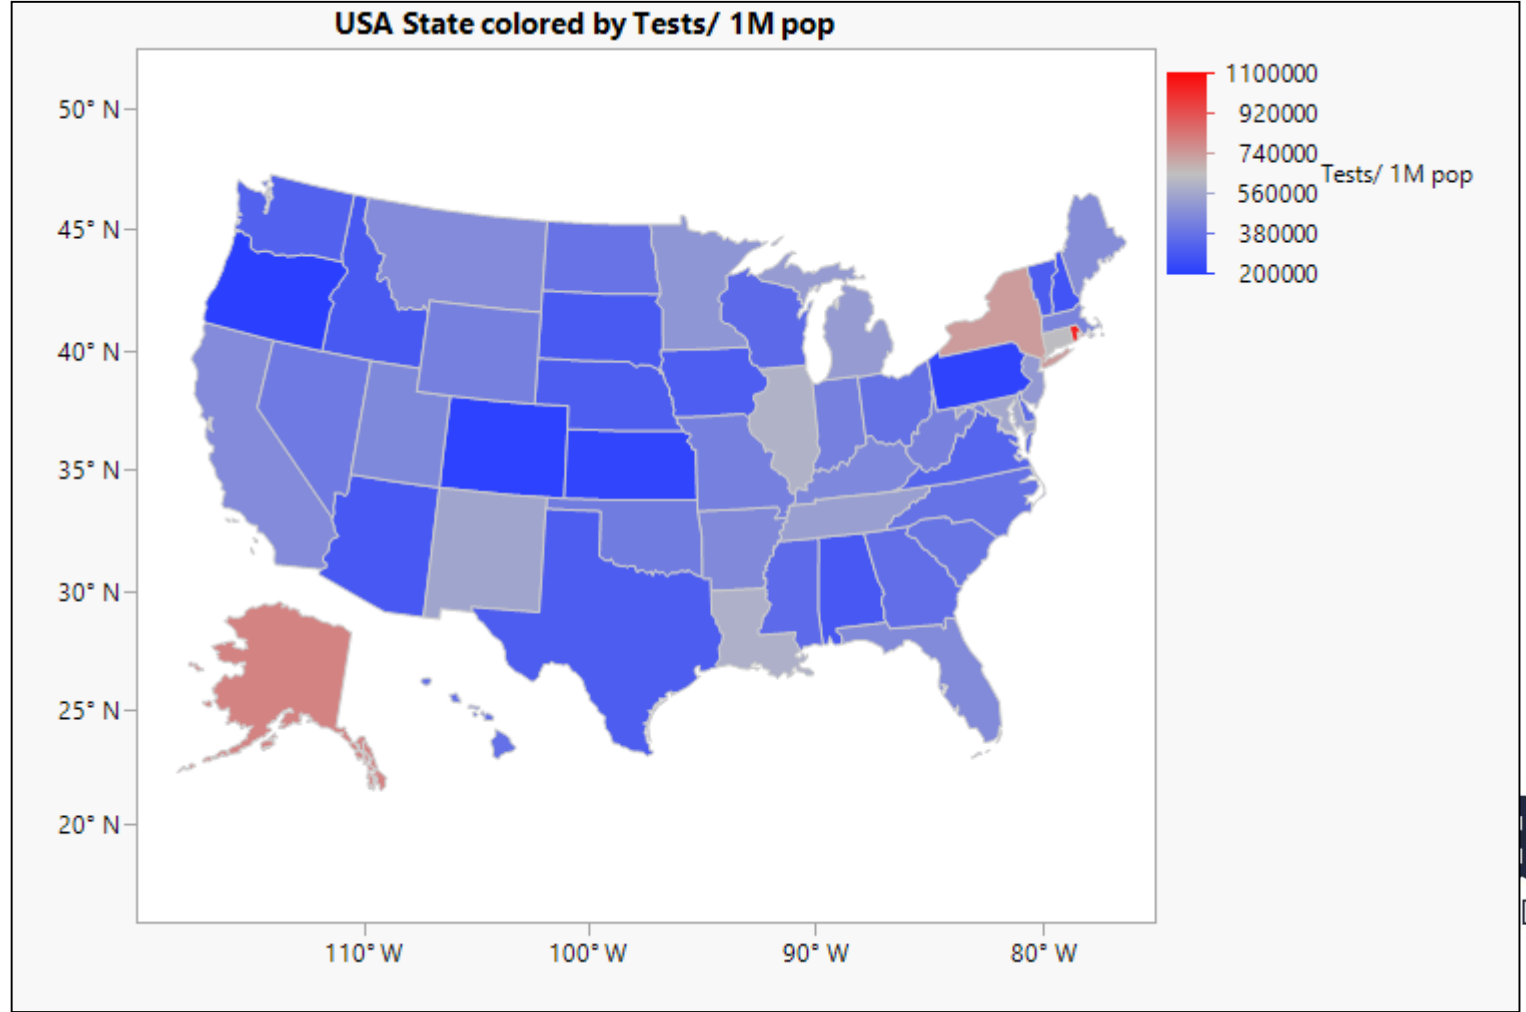 USA State colored by Tests/ 1M pop
1100000
920000
740000
560000
380000
200000
Tests/ 1M pop
50° N
45° N
40° N
35° N
30° N
25° N
20° N
110° W 100° W 90° W 80° W